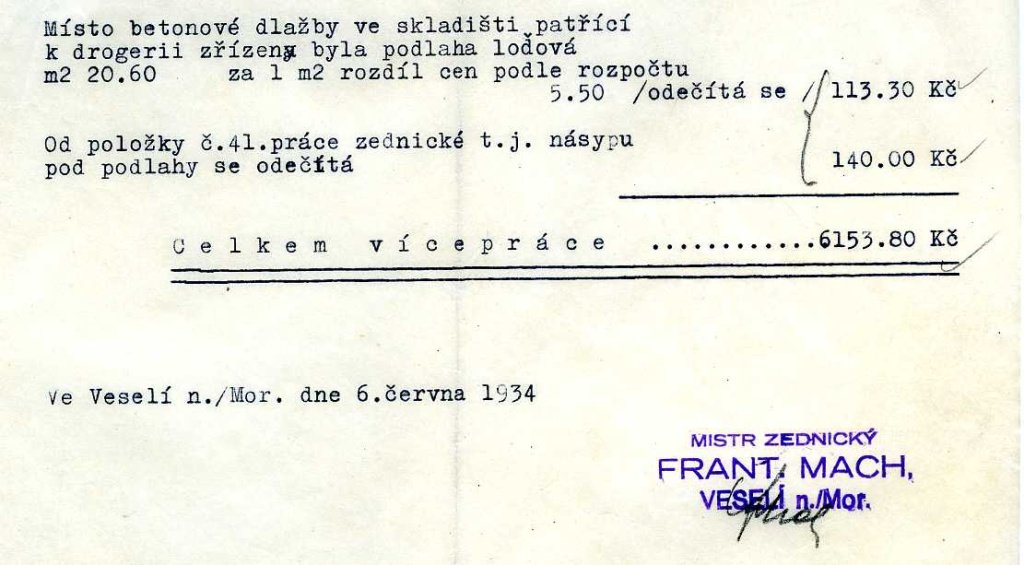 Místo betonové dlažby ve skladišti patřící
k drogerii zřízena byla podlaha loďová
m2 20.60 za 1 m2 rozdíl cen podle rozpočtu
5.50 /odečítá se / 113.30 Kč
Od položky č.41.práce zednické t.j. násypu
pod podlahy se odečítá
140.00 Kč
Celkem vícepráce .............6153.80 Kč
Ve Veselí n./Mor. dne 6.června 1934
MISTR ZEDNICKÝ
FRANT. MACH,
VESELÍ n./Mor.